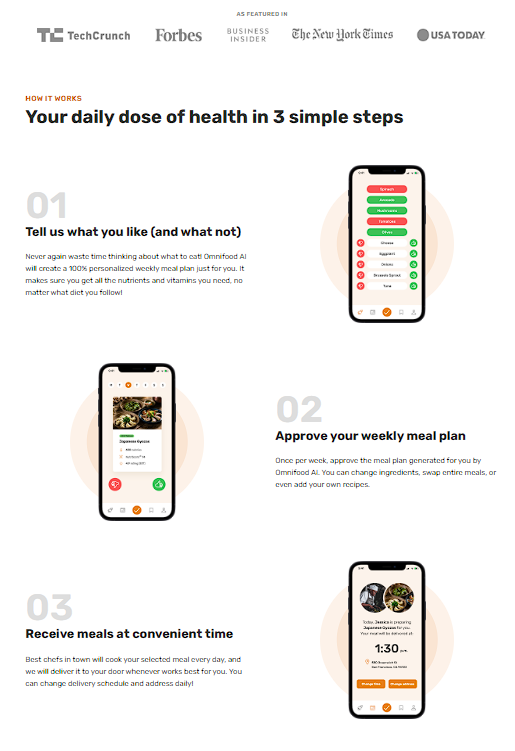 AS FEATURED IN
TechCrunch
Forbes
BUSINESS
INSIDER
The New York Times
USA TODAY
HOW IT WORKS
Your daily dose of health in 3 simple steps
01
Tell us what you like (and what not)
Never again waste time thinking about what to eat! Omnifood AI
will create a 100% personalized weekly meal plan just for you. It
makes sure you get all the nutrients and vitamins you need, no
matter what diet you follow!
Spinach
Avocado
Mushrooms
Tomatoes
Olives
Cheese
Eggplant
Onions
Brussels Sprout
Tuna
Japanese Gyozas
02
Approve your weekly meal plan
Once per week, approve the meal plan generated for you by
Omnifood AI. You can change ingredients, swap entire meals, or
even add your own recipes.
03
Receive meals at convenient time
Best chefs in town will cook your selected meal every day, and
we will deliver it to your door whenever works best for you. You
can change delivery schedule and address daily!
Today, Jessica is preparing
Japanese Gyozas for you.
Your meal will be delivered at:
1:30 p.m.
San Francisco, CA
Change time
Change address